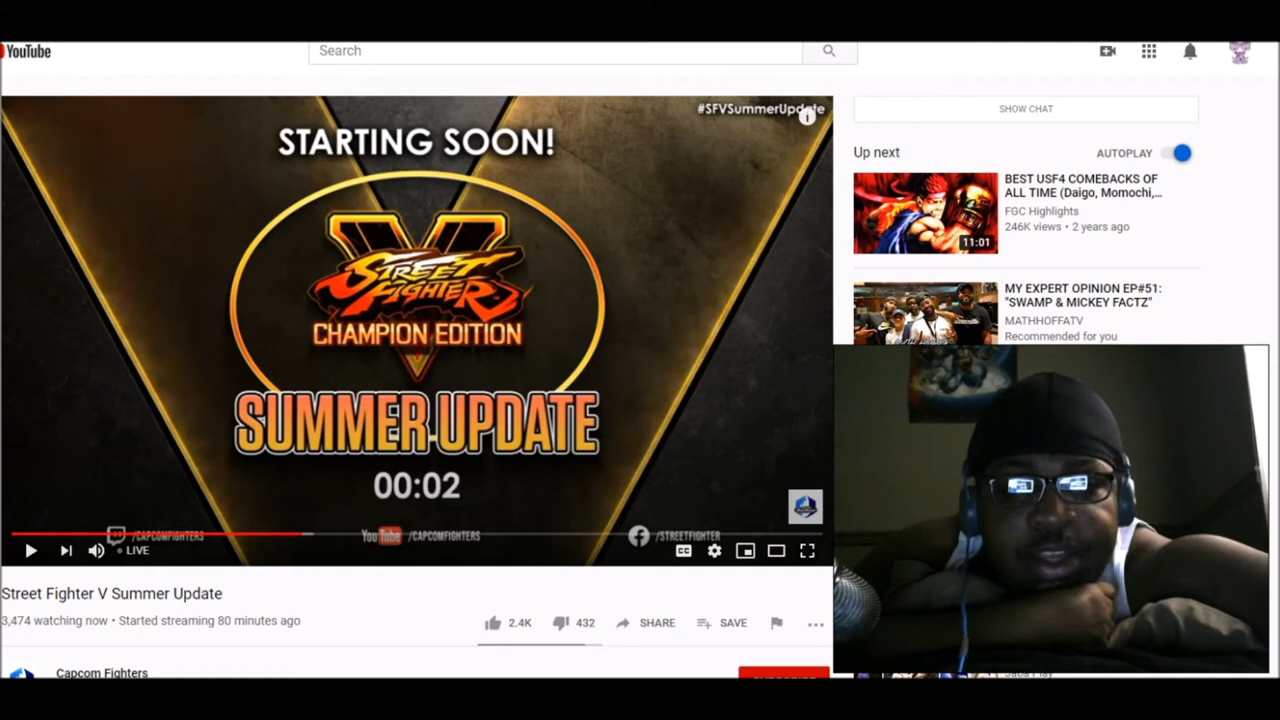 YouTube
Search
#SFVSummerUpdate
STARTING SOON!
V
STREET
FIGHTER
CHAMPION EDITION
SUMMER UPDATE
00:02
/CAPCOMFIGHTERS
YouTube /CAPCOMFIGHTERS
/STREETFIGHTER
LIVE
CC
Street Fighter V Summer Update
3,474 watching now • Started streaming 80 minutes ago
2.4K
432
SHARE
SAVE
Capcom Fighters
SHOW CHAT
Up next
AUTOPLAY
BEST USF4 COMEBACKS OF
ALL TIME (Daigo, Momochi,...
FGC Highlights
246K views • 2 years ago
11:01
MY EXPERT OPINION EP#51:
"SWAMP & MICKEY FACTZ"
MATHHOFFATV
Recommended for you